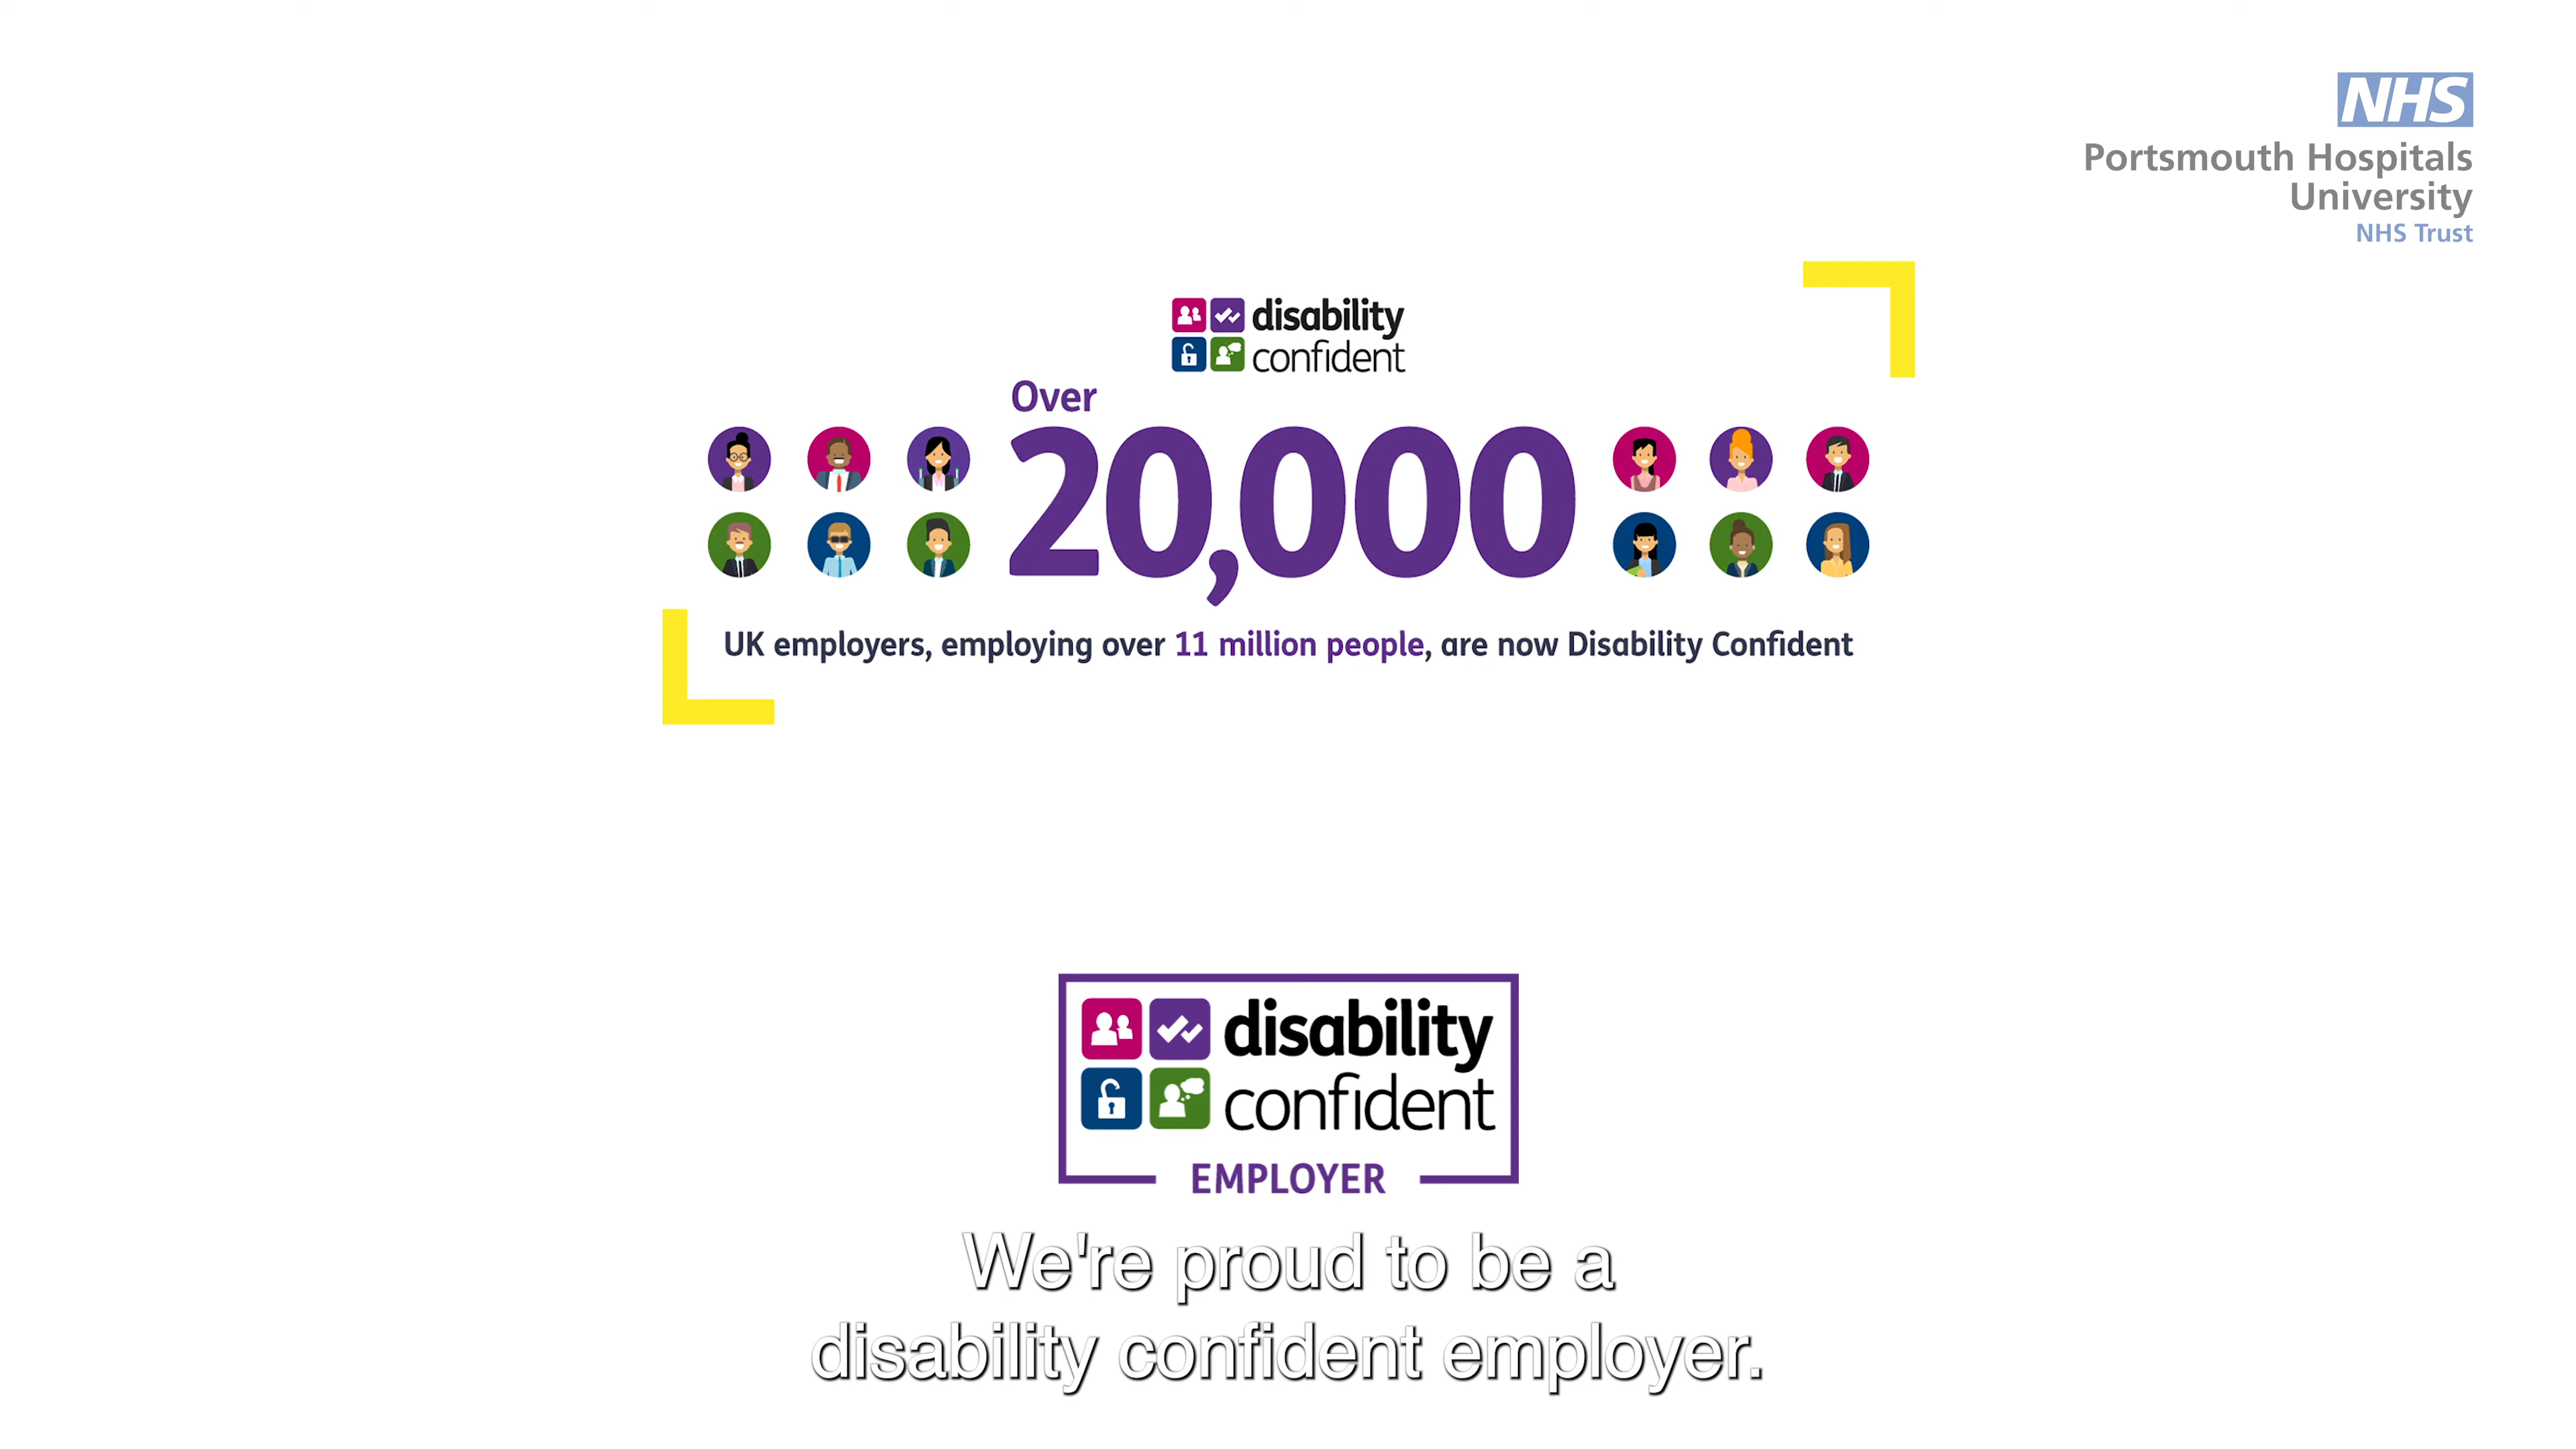 NHS
Portsmouth Hospitals
University
NHS Trust
disability
confident
Over
20,000
UK employers, employing over 11 million people, are now Disability Confident
disability
confident
EMPLOYER
We're proud to be a
disability confident employer.